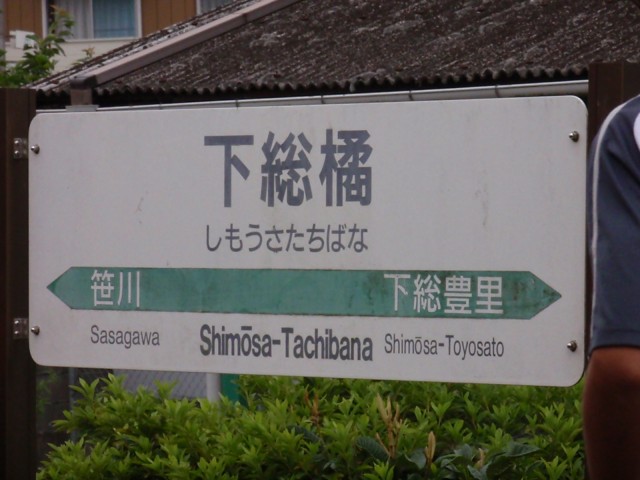 下総橘
しもうさたちばな
笹川 下総豊里
Sasagawa Shimōsa-Tachibana Shimōsa-Toyosato